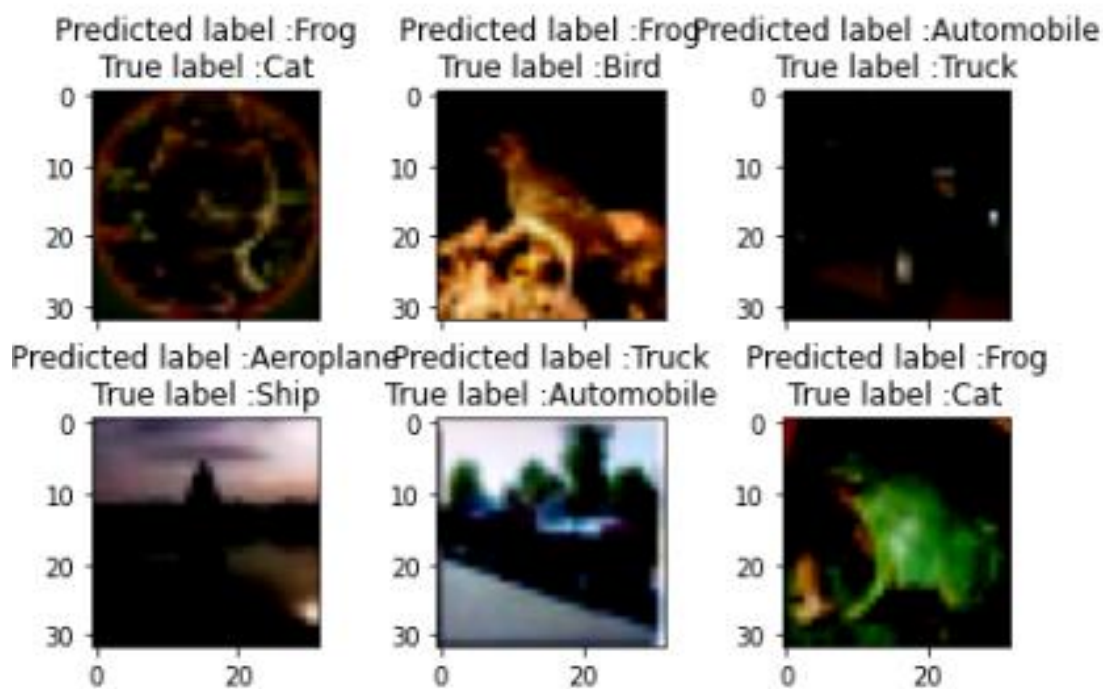 Predicted label :Frog
True label :Cat
Predicted label :Frog
True label :Bird
Predicted label :Automobile
True label :Truck
0
10
20
30
0
10
20
30
0
10
20
30
Predicted label :Aeroplane
True label :Ship
Predicted label :Truck
True label :Automobile
Predicted label :Frog
True label :Cat
0
10
20
30
0
20
0
10
20
30
0
20
0
10
20
30
0
20